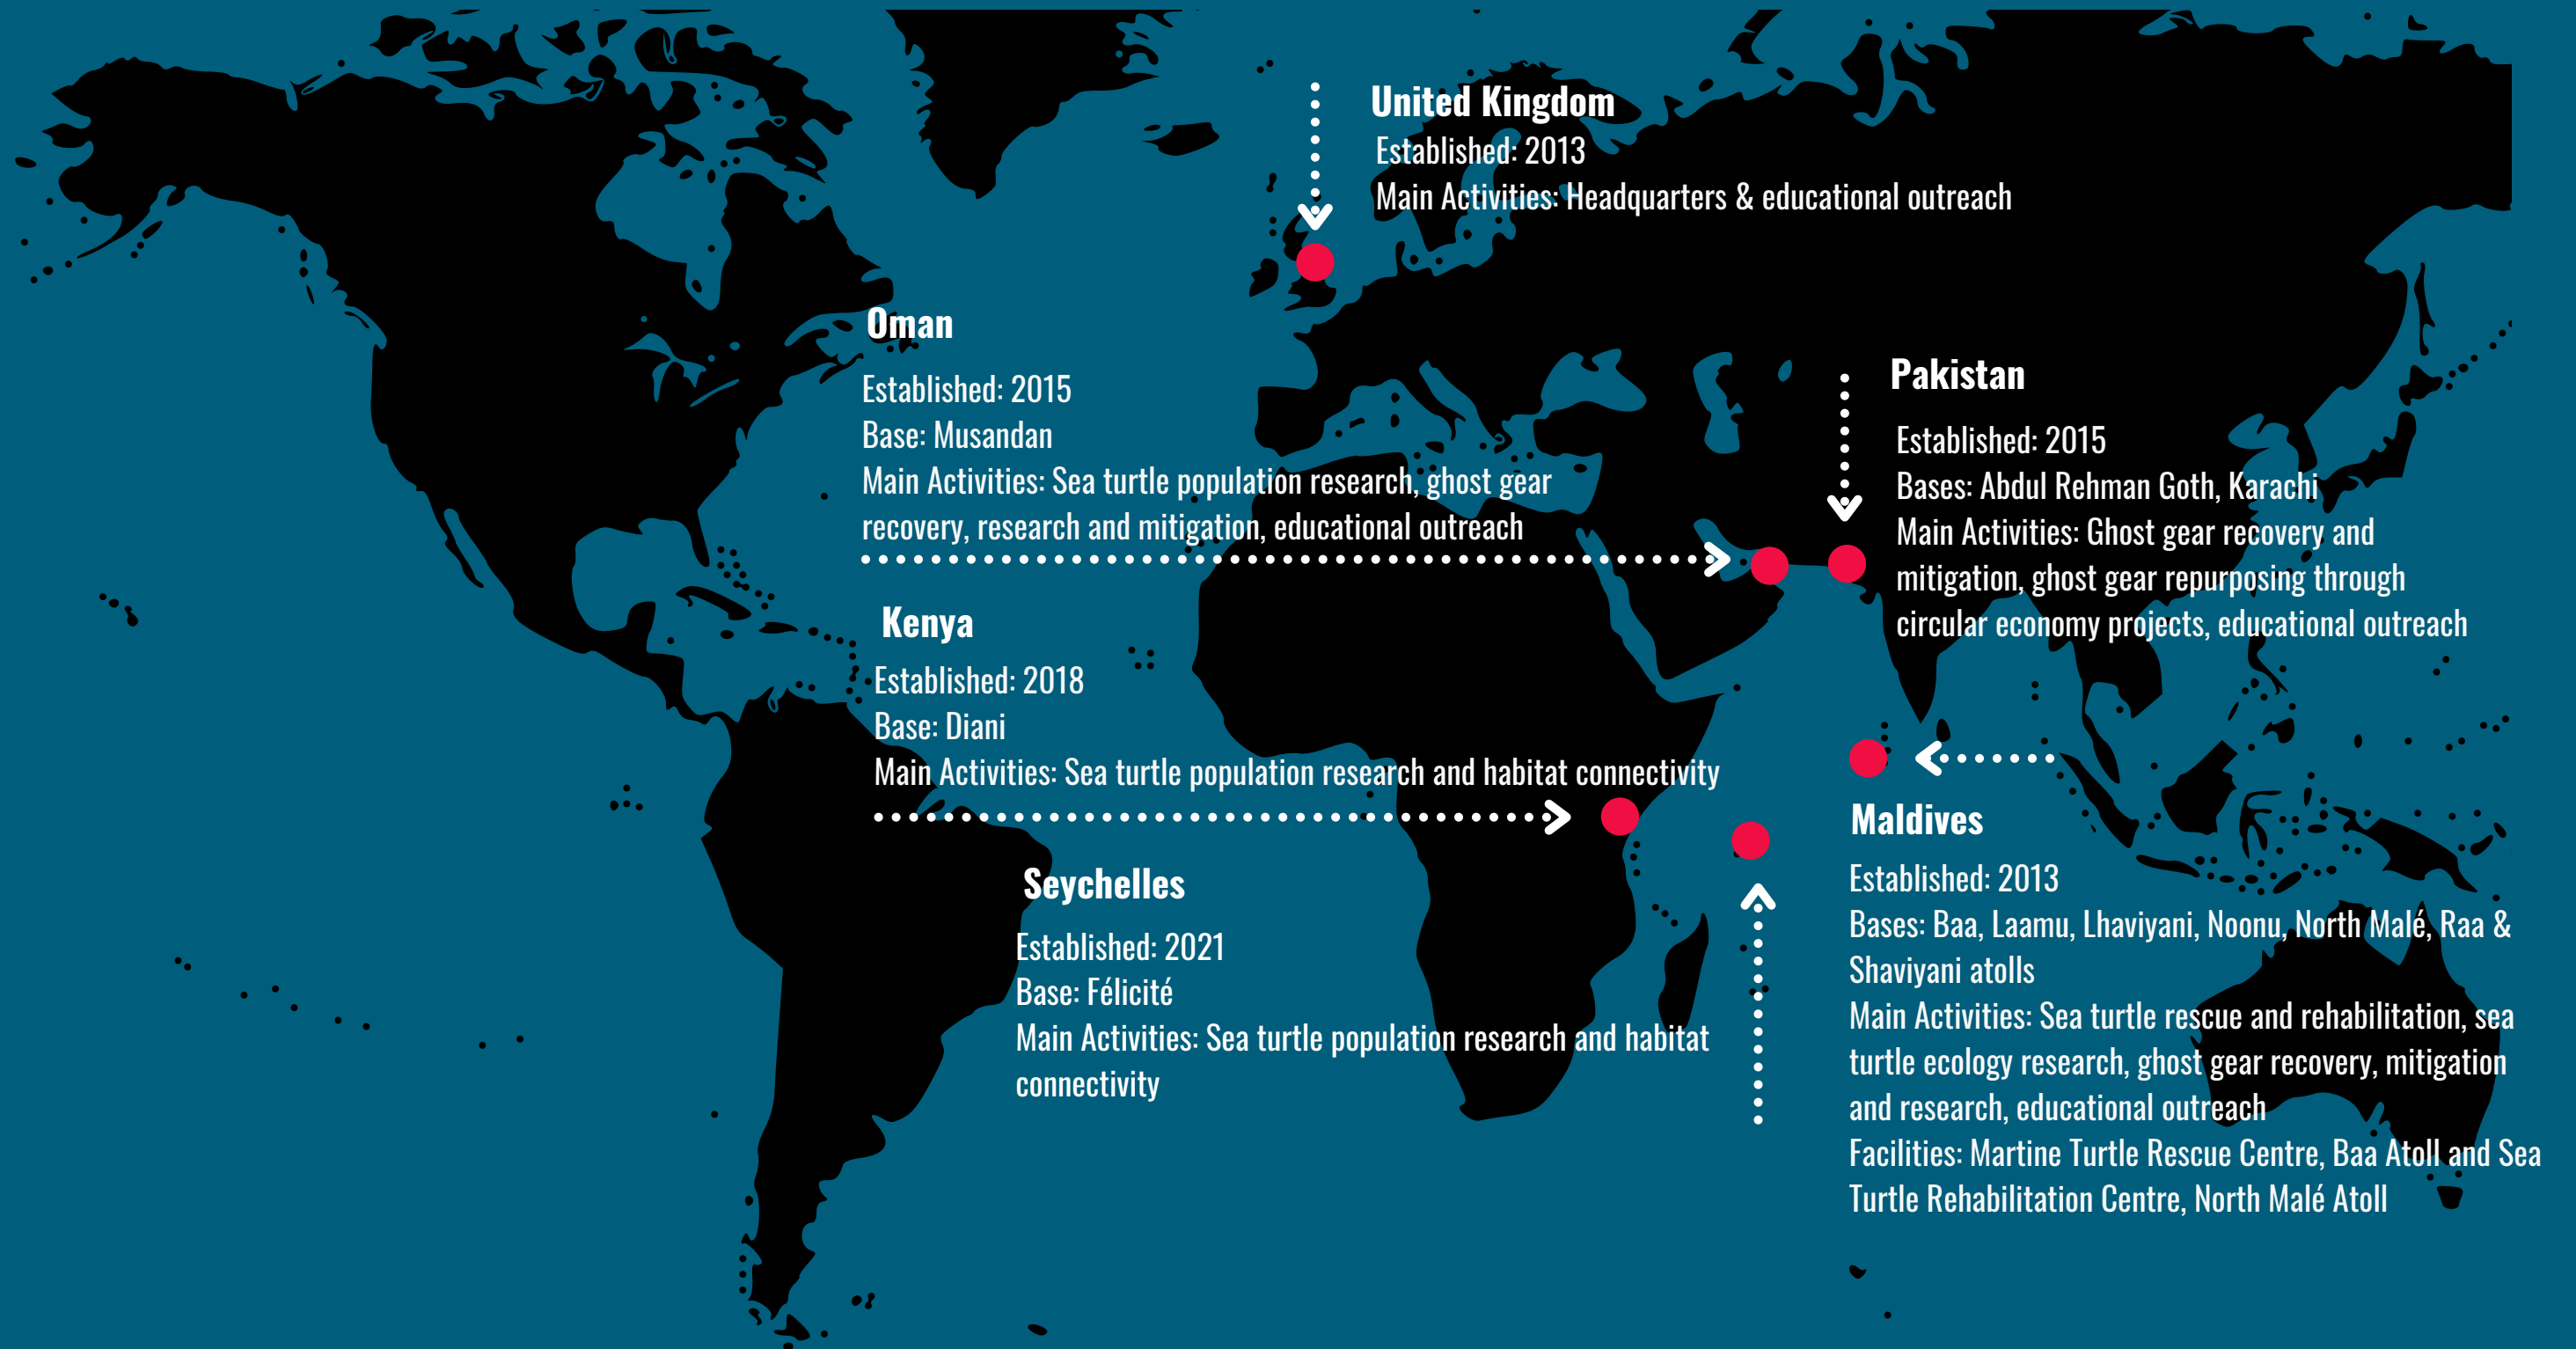 United Kingdom
Established: 2013
Main Activities: Headquarters & educational outreach
Oman
Established: 2015
Base: Musandan
Main Activities: Sea turtle population research, ghost gear
recovery, research and mitigation, educational outreach
Pakistan
Established: 2015
Bases: Abdul Rehman Goth, Karachi
Main Activities: Ghost gear recovery and
mitigation, ghost gear repurposing through
circular economy projects, educational outreach
Kenya
Established: 2018
Base: Diani
Main Activities: Sea turtle population research and habitat connectivity
Seychelles
Established: 2021
Base: Félicité
Main Activities: Sea turtle population research and habitat
connectivity
Maldives
Established: 2013
Bases: Baa, Laamu, Lhaviyani, Noonu, North Malé, Raa &
Shaviyani atolls
Main Activities: Sea turtle rescue and rehabilitation, sea
turtle ecology research, ghost gear recovery, mitigation
and research, educational outreach
Facilities: Martine Turtle Rescue Centre, Baa Atoll and Sea
Turtle Rehabilitation Centre, North Malé Atoll